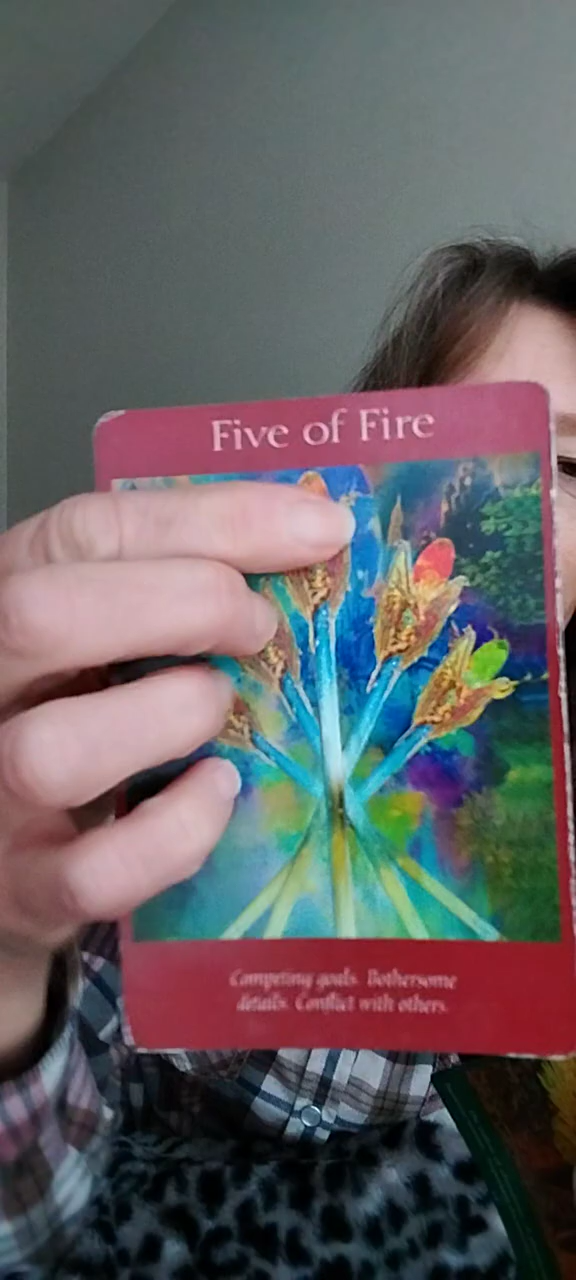 Five of Fire
Competing goals. Bothersome
details. Conflict with others.